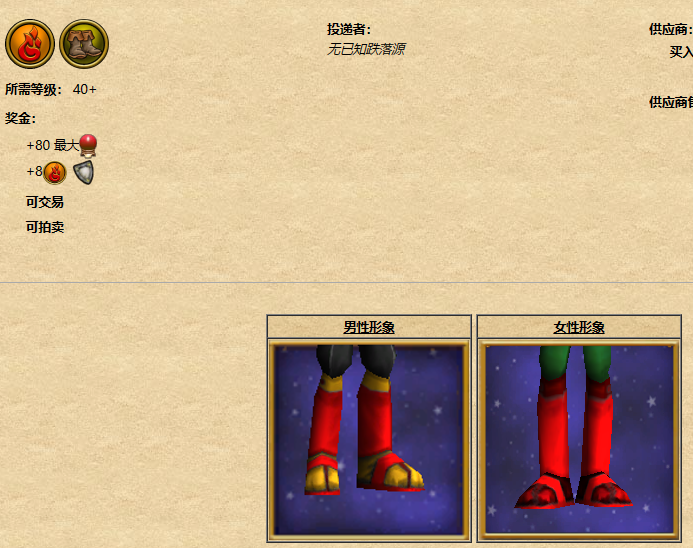 投递者：
无已知跌落源
供应商：
买入
供应商售
所需等级： 40+
奖金：
+80 最大
+8
可交易
可拍卖
男性形象
女性形象